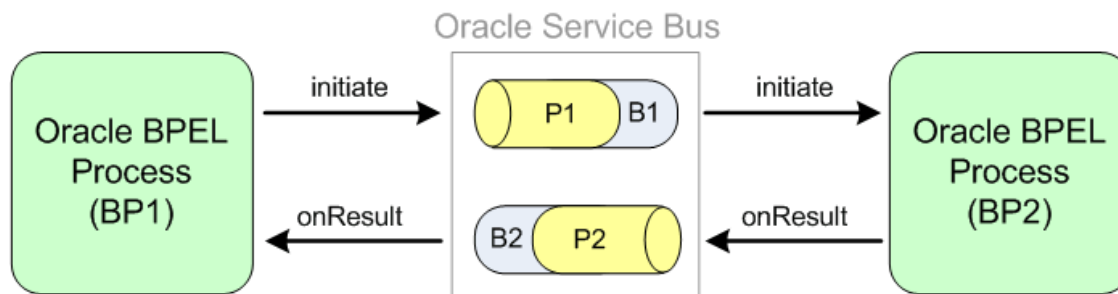 Oracle Service Bus
Oracle BPEL
Process
(BP1)
initiate
P1
B1
initiate
onResult
B2
P2
onResult
Oracle BPEL
Process
(BP2)